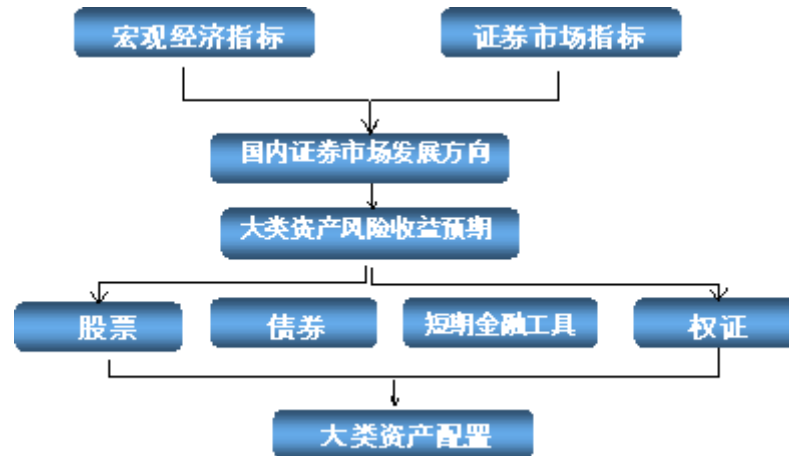 宏观经济指标
证券市场指标
国内证券市场发展方向
大类资产风险收益预期
股票
债券
短期金融工具
权证
大类资产配置